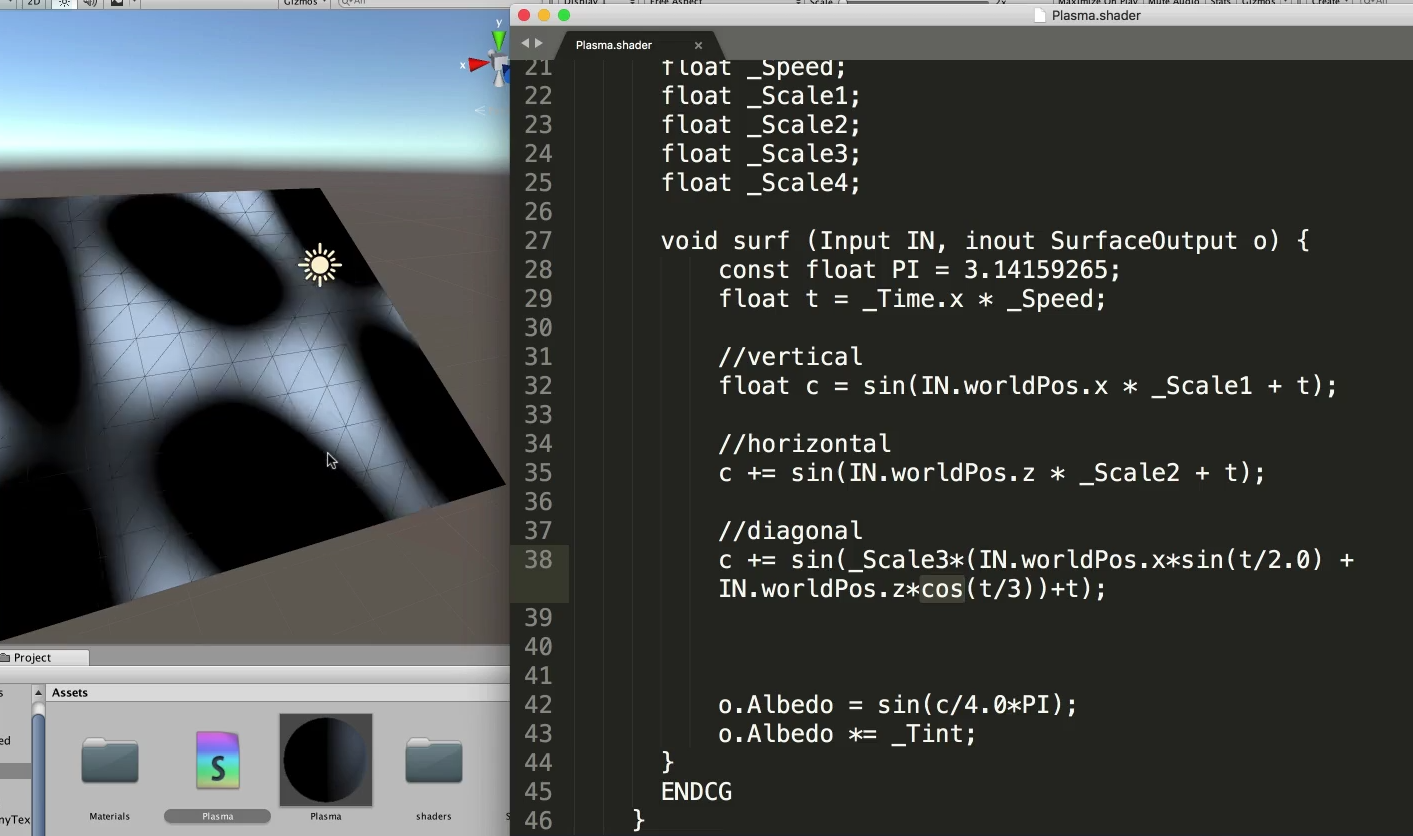 2D
Gizmos
All
Display 1
Free Aspect
Scale
2x
Maximize On Play
Mute Audio
Stats
Gizmos
Create
All
Plasma.shader
Plasma.shader
y
x
21 float _Speed;
22 float _Scale1;
23 float _Scale2;
24 float _Scale3;
25 float _Scale4;
26
27 void surf (Input IN, inout SurfaceOutput o) {
28 const float PI = 3.14159265;
29 float t = _Time.x * _Speed;
30
31 //vertical
32 float c = sin(IN.worldPos.x * _Scale1 + t);
33
34 //horizontal
35 c += sin(IN.worldPos.z * _Scale2 + t);
36
37 //diagonal
38 c += sin(_Scale3*(IN.worldPos.x*sin(t/2.0) +
IN.worldPos.z*cos(t/3))+t);
39
40
41
42 o.Albedo = sin(c/4.0*PI);
43 o.Albedo *= _Tint;
44 }
45 ENDCG
46 }
Project
Assets
S
Materials
Plasma
Plasma
shaders